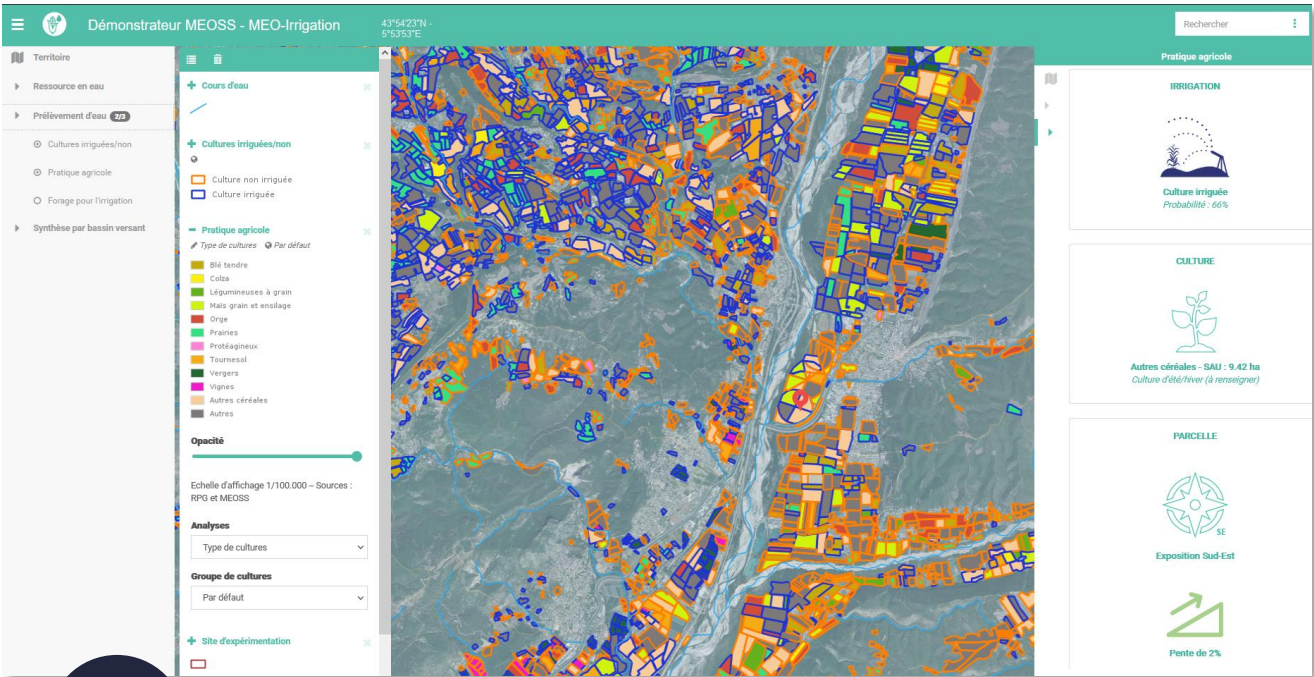 Démonstrateur MEOSS - MEO-Irrigation
43°54'23"N -
5°53'53"E
Rechercher
Territoire
Ressource en eau
Prélèvement d'eau 2/3
Cultures irriguées/non
Pratique agricole
Forage pour l'irrigation
Synthèse par bassin versant
Cours d'eau
Cultures irriguées/non
Culture non irriguée
Culture irriguée
Pratique agricole
Type de cultures Par défaut
Blé tendre
Colza
Légumineuses à grain
Maïs grain et ensilage
Orge
Prairies
Protéagineux
Tournesol
Vergers
Vignes
Autres céréales
Autres
Opacité
Echelle d'affichage 1/100.000 – Sources :
RPG et MEOSS
Analyses
Type de cultures
Groupe de cultures
Par défaut
Site d'expérimentation
Pratique agricole
IRRIGATION
Culture irriguée
Probabilité : 66%
CULTURE
Autres céréales - SAU : 9.42 ha
Culture d'été/hiver (à renseigner)
PARCELLE
SE
Exposition Sud-Est
Pente de 2%